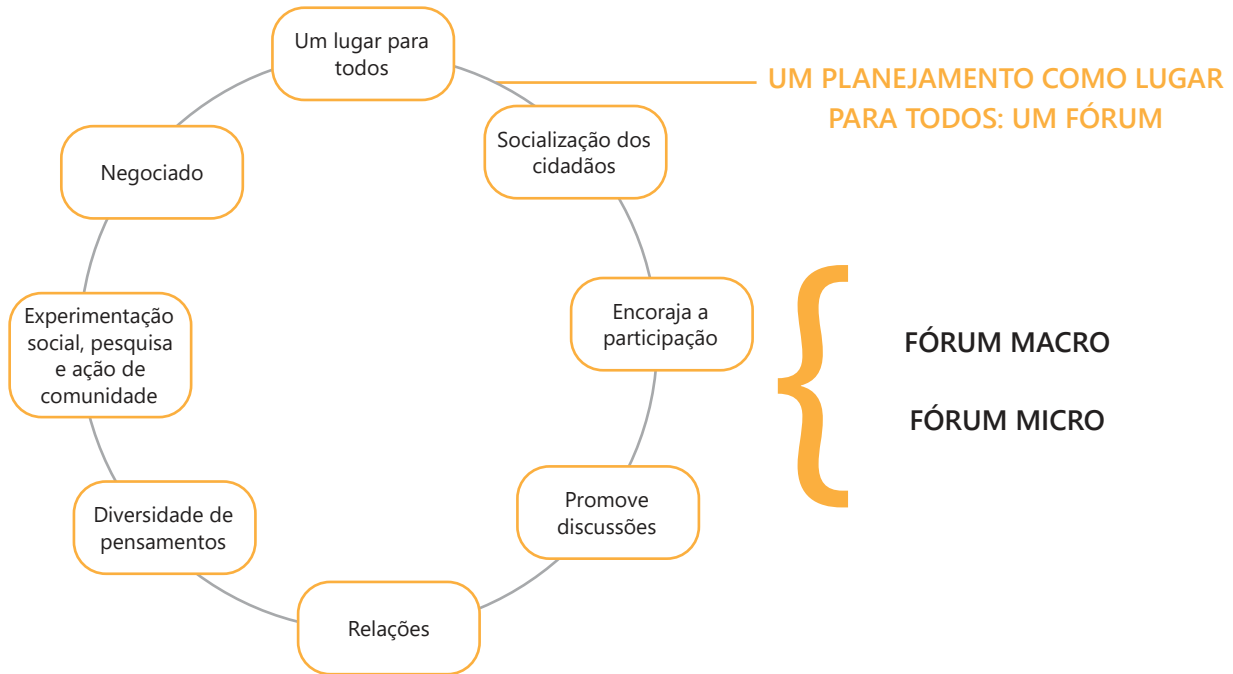 Um lugar para
todos
UM PLANEJAMENTO COMO LUGAR
PARA TODOS: UM FÓRUM
Socialização dos
cidadãos
Negociado
Encoraja a
participação
Experimentação
social, pesquisa
e ação de
comunidade
FÓRUM MACRO
FÓRUM MICRO
Promove
discussões
Diversidade de
pensamentos
Relações